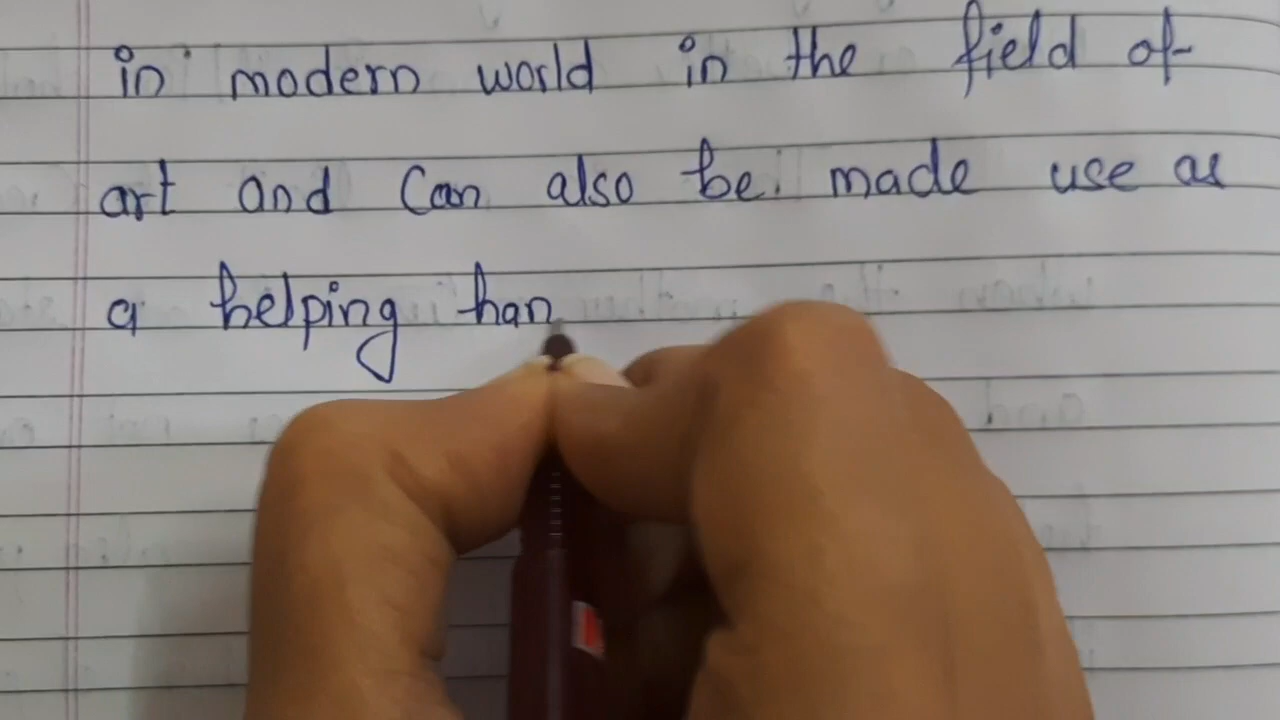 in modern world in the field of
art and can also be made use as
a helping han